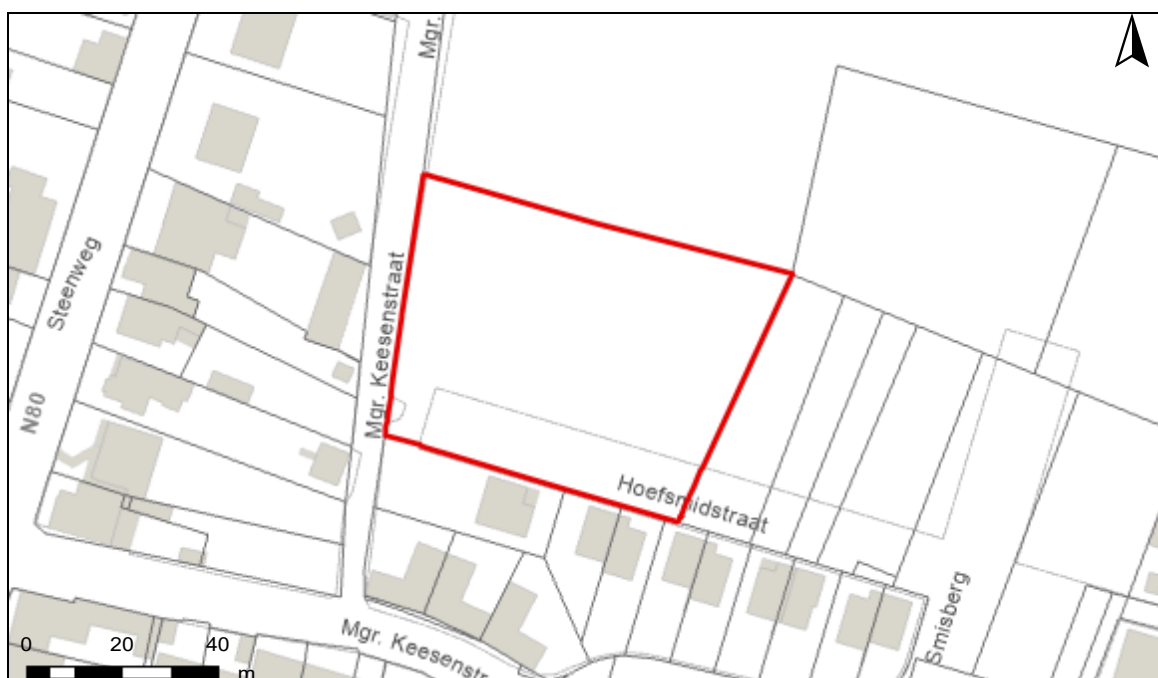 Mgr.
Steenweg
N80
Mgr. Keesenstraat
Hoefsmidstraat
Smisberg
Mgr. Keesenstr
0 20 40
m